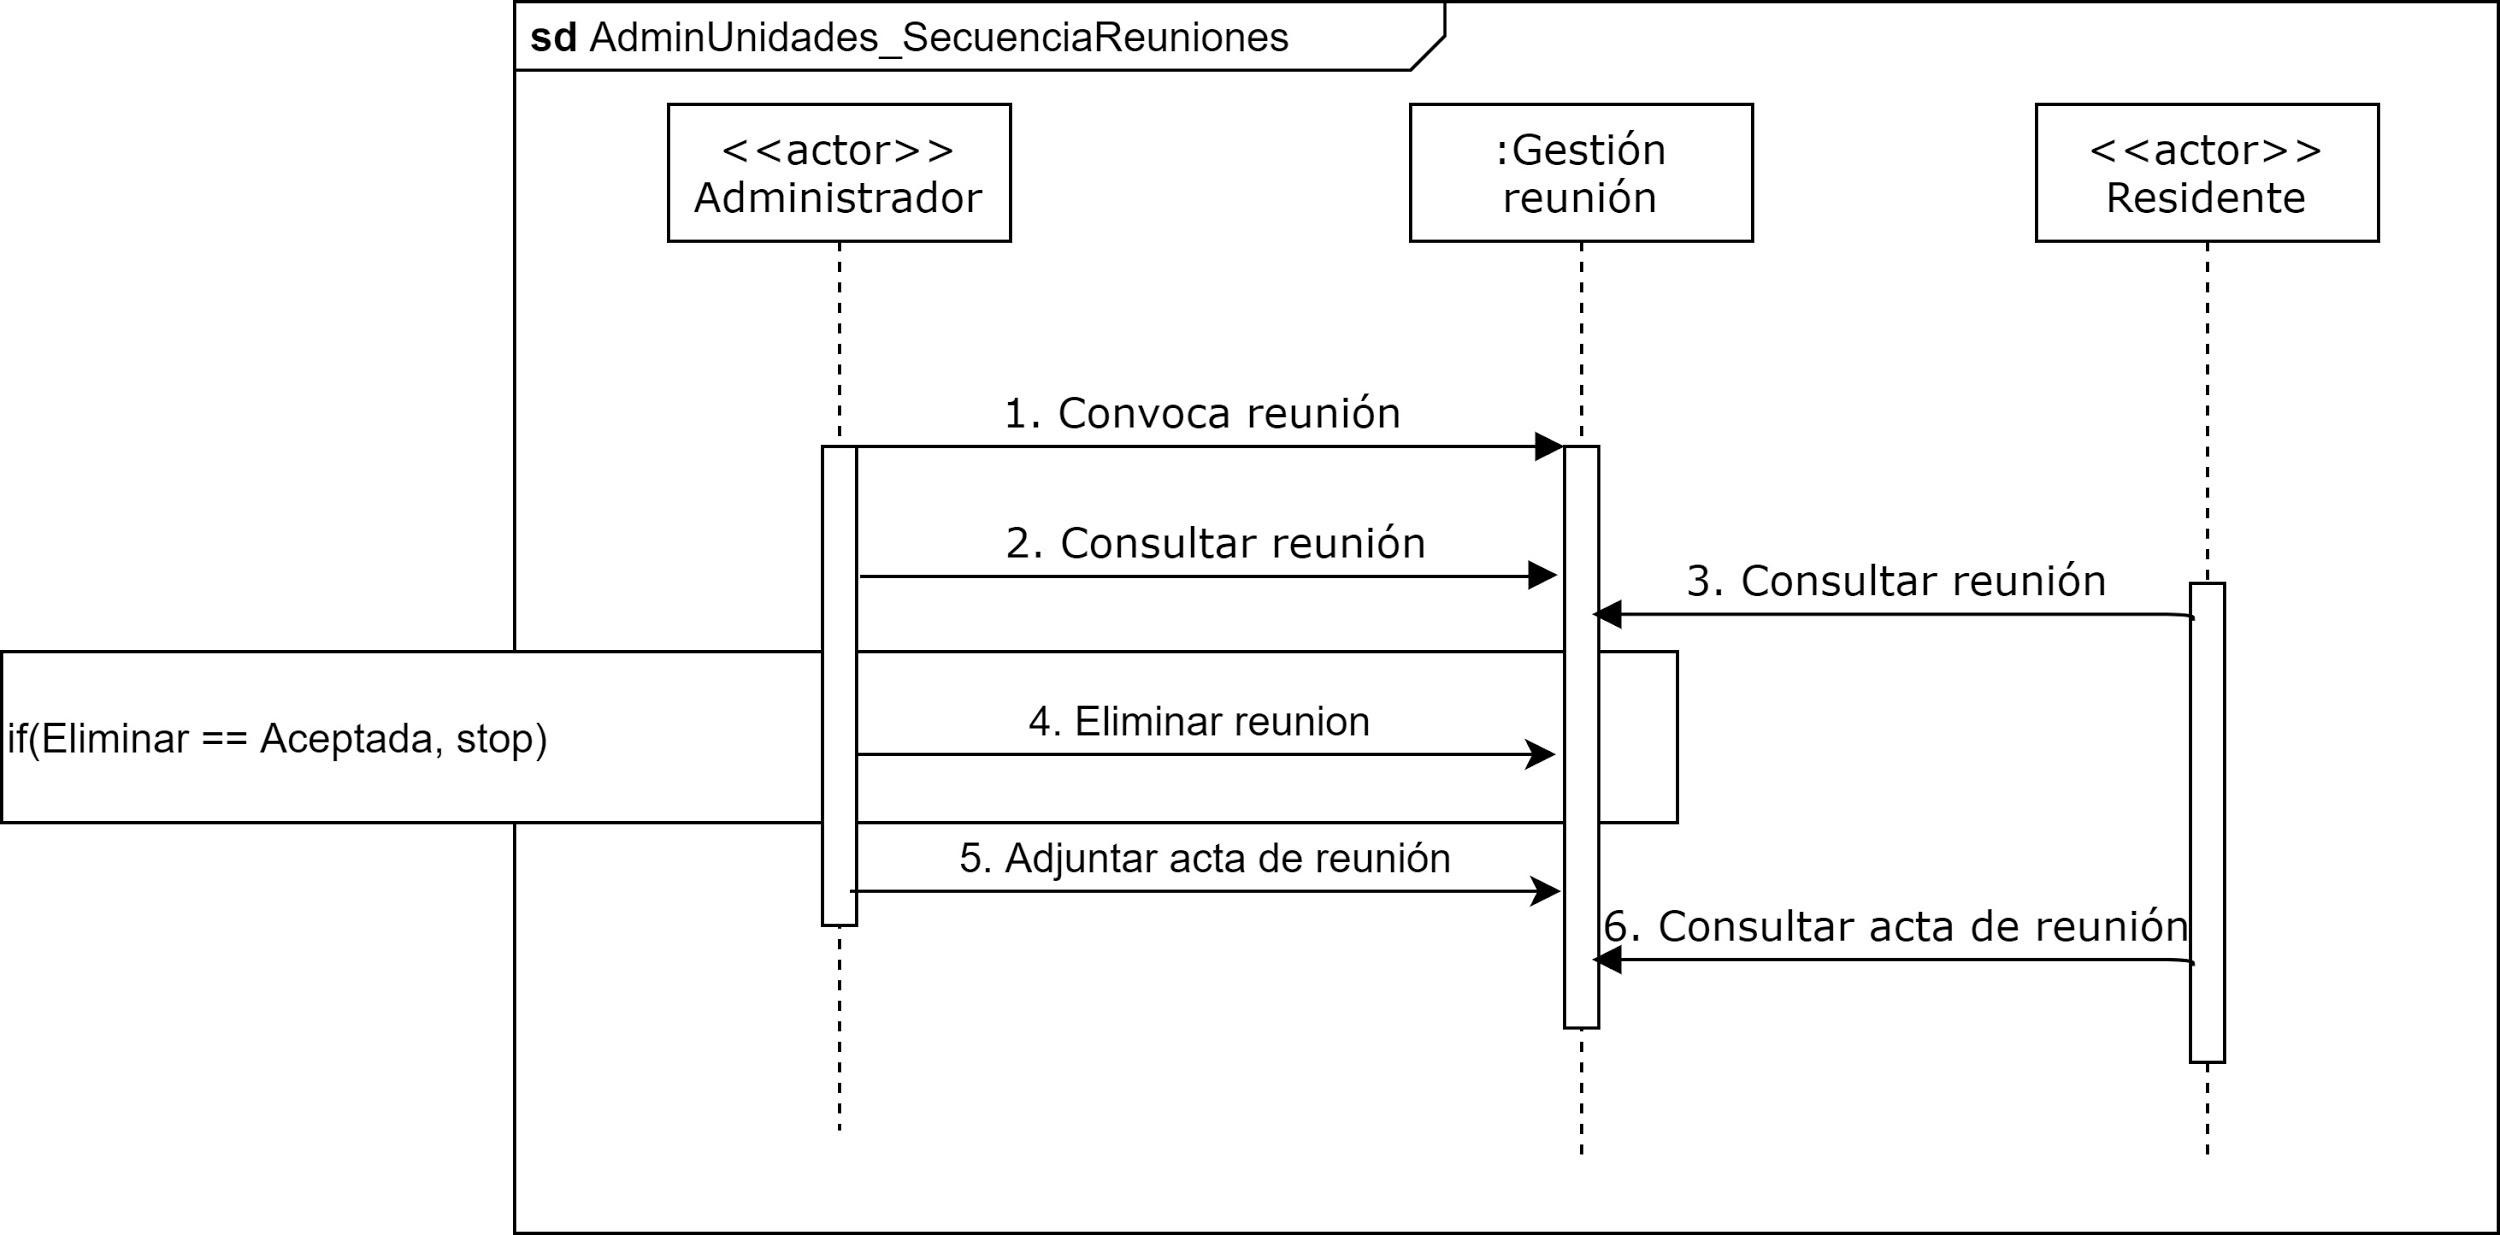 sd AdminUnidades_SecuenciaReuniones
<<actor>>
Administrador
:Gestión
reunión
<<actor>>
Residente
1. Convoca reunión
2. Consultar reunión
3. Consultar reunión
4. Eliminar reunion
if(Eliminar == Aceptada, stop)
5. Adjuntar acta de reunión
6. Consultar acta de reunión